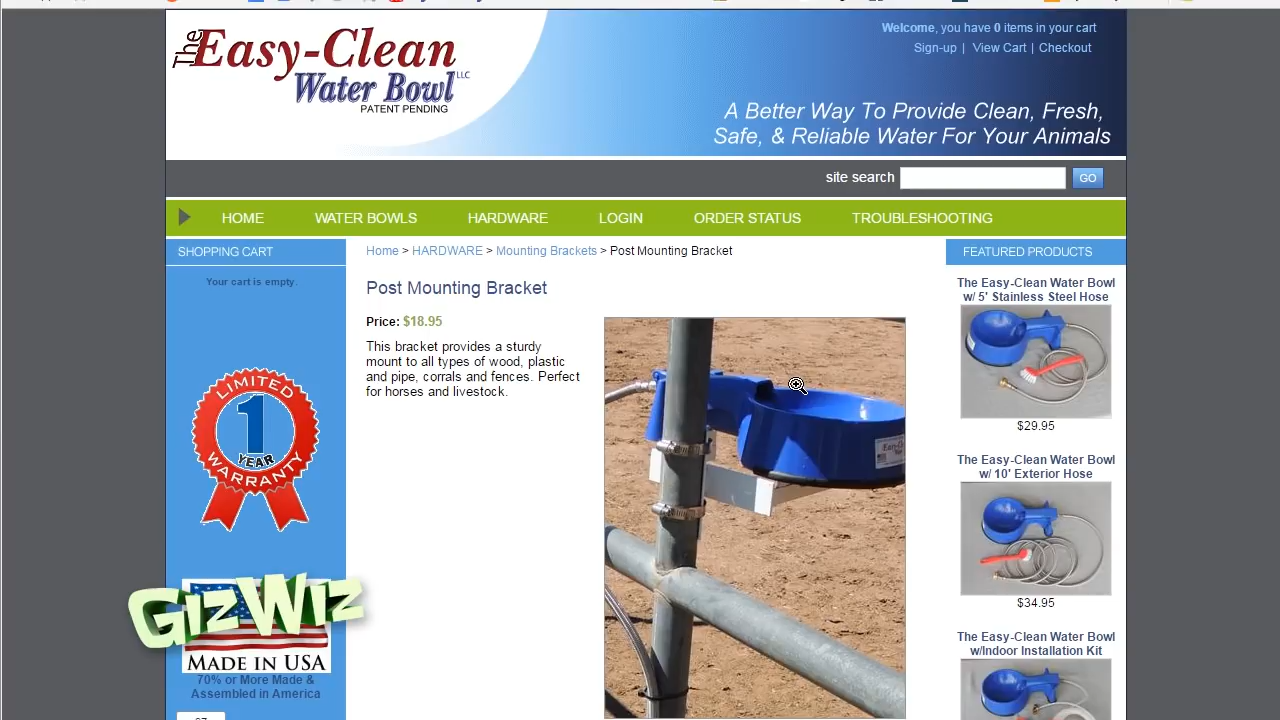 The Easy-Clean
Water Bowl LLC
PATENT PENDING
Welcome, you have 0 items in your cart
Sign-up | View Cart | Checkout
A Better Way To Provide Clean, Fresh,
Safe, & Reliable Water For Your Animals
site search GO
HOME WATER BOWLS HARDWARE LOGIN ORDER STATUS TROUBLESHOOTING
SHOPPING CART
Your cart is empty.
LIMITED
1
YEAR
WARRANTY
GizWiz
MADE IN USA
70% or More Made &
Assembled in America
Home > HARDWARE > Mounting Brackets > Post Mounting Bracket
Post Mounting Bracket
Price: $18.95
This bracket provides a sturdy
mount to all types of wood, plastic
and pipe, corrals and fences. Perfect
for horses and livestock.
FEATURED PRODUCTS
The Easy-Clean Water Bowl
w/ 5' Stainless Steel Hose
$29.95
The Easy-Clean Water Bowl
w/ 10' Exterior Hose
$34.95
The Easy-Clean Water Bowl
w/Indoor Installation Kit